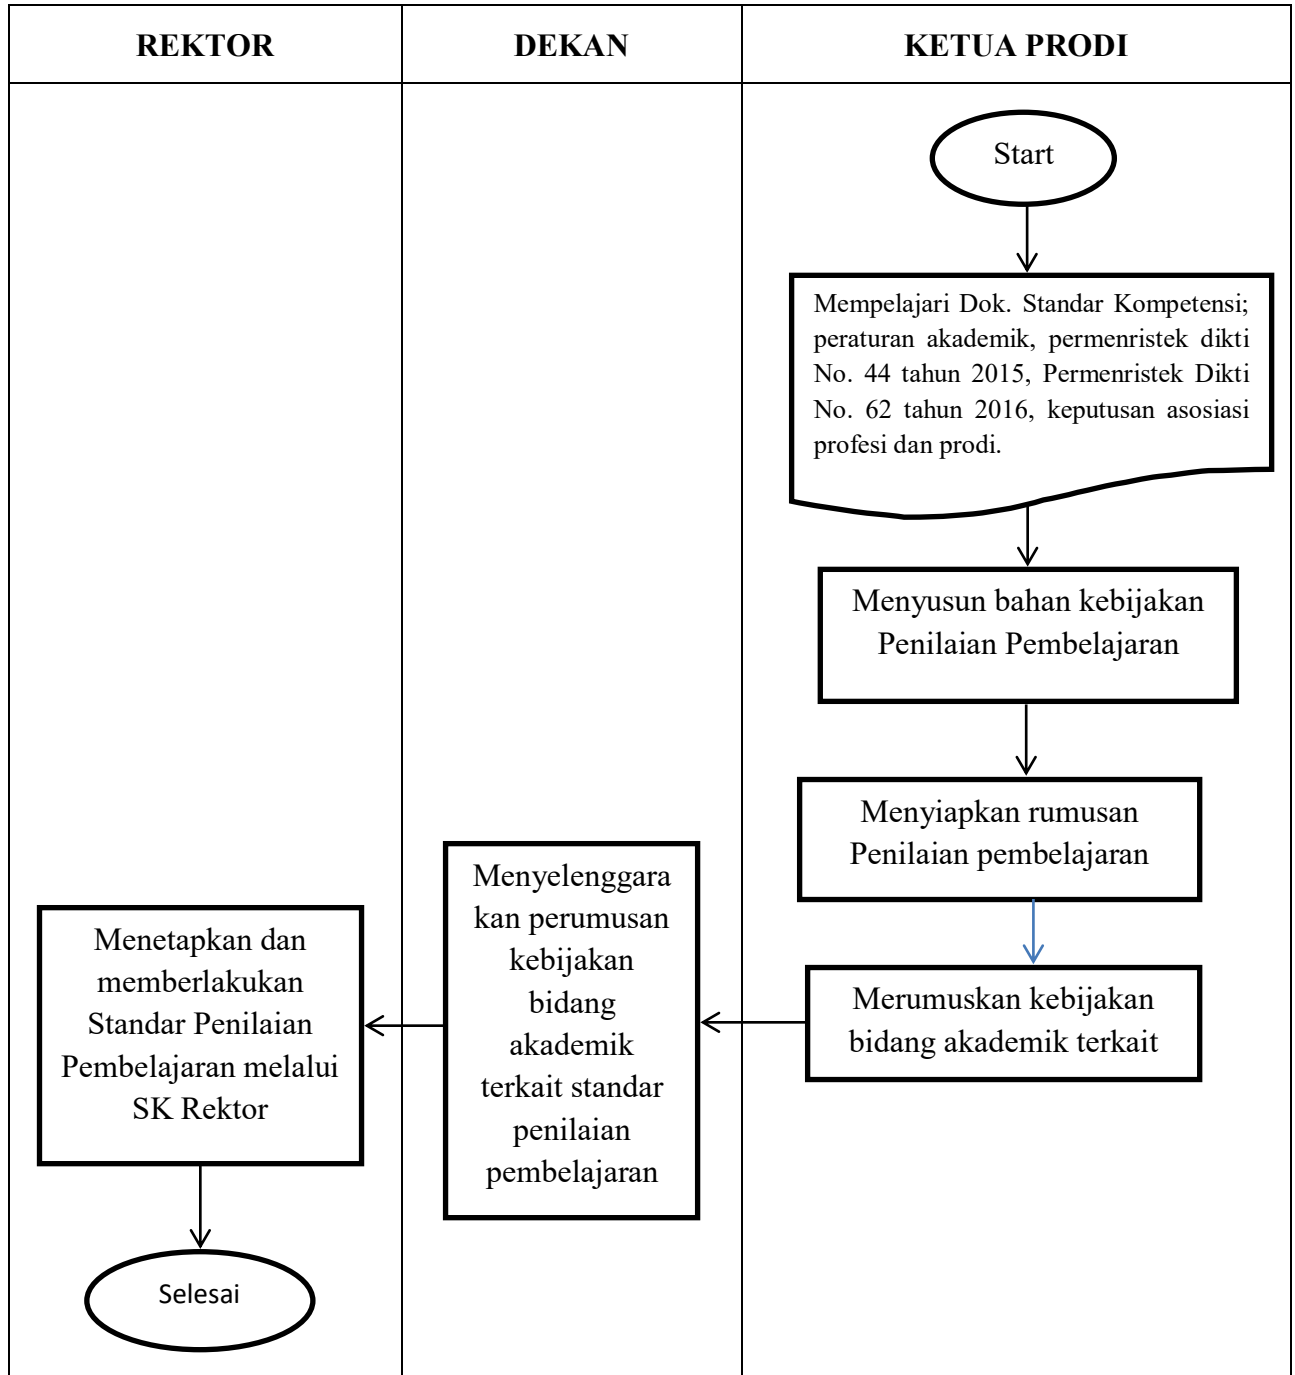 REKTOR
DEKAN
KETUA PRODI
Start
Mempelajari Dok. Standar Kompetensi;
peraturan akademik, permenristek dikti
No. 44 tahun 2015, Permenristek Dikti
No. 62 tahun 2016, keputusan asosiasi
profesi dan prodi.
Menyusun bahan kebijakan
Penilaian Pembelajaran
Menyiapkan rumusan
Penilaian pembelajaran
Merumuskan kebijakan
bidang akademik terkait
Menyelenggara
kan perumusan
kebijakan
bidang
akademik
terkait standar
penilaian
pembelajaran
Menetapkan dan
memberlakukan
Standar Penilaian
Pembelajaran melalui
SK Rektor
Selesai